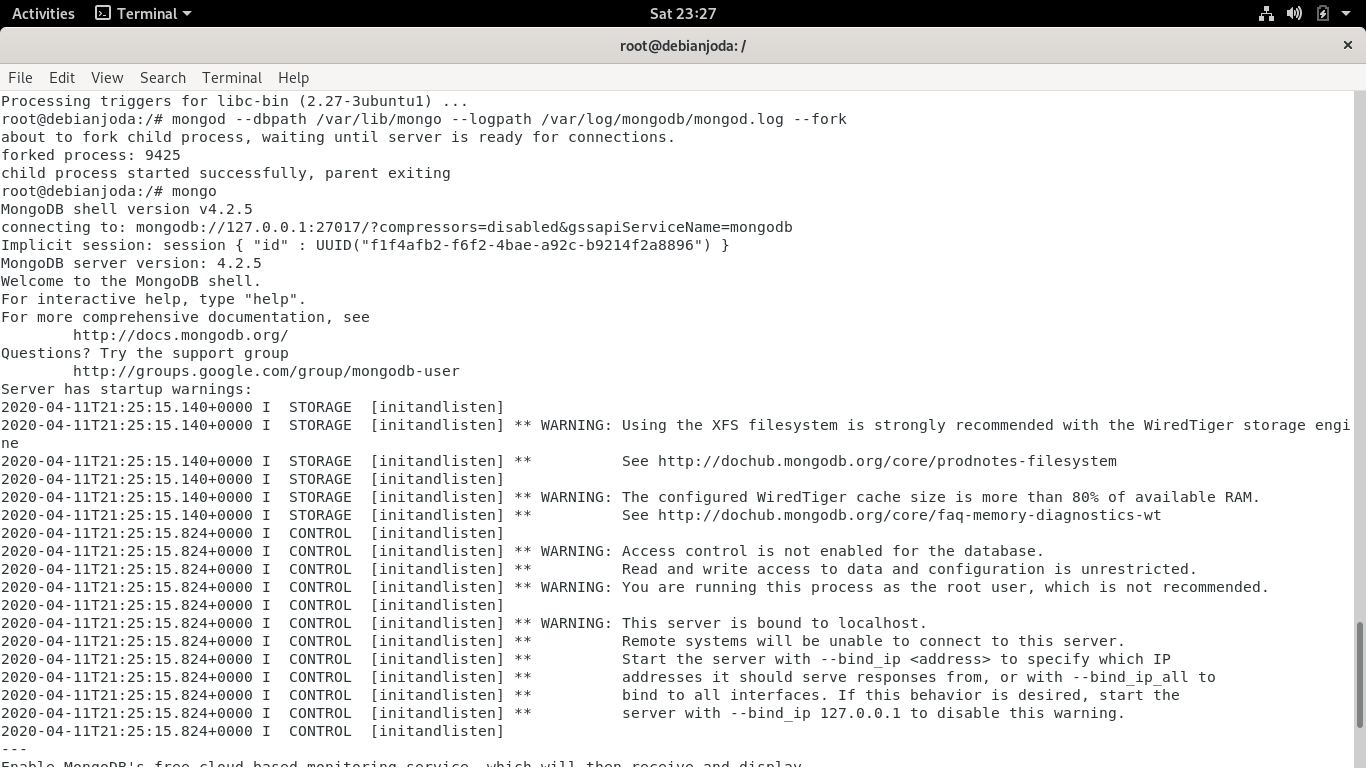 Activities Terminal Sat 23:27
root@debianjoda: / ×
File Edit View Search Terminal Help
Processing triggers for libc-bin (2.27-3ubuntu1) ...
root@debianjoda:/# mongod --dbpath /var/lib/mongo --logpath /var/log/mongodb/mongod.log --fork
about to fork child process, waiting until server is ready for connections.
forked process: 9425
child process started successfully, parent exiting
root@debianjoda:/# mongo
MongoDB shell version v4.2.5
connecting to: mongodb://127.0.0.1:27017/?compressors=disabled&gssapiServiceName=mongodb
Implicit session: session { "id" : UUID("f1f4afb2-f6f2-4bae-a92c-b9214f2a8896") }
MongoDB server version: 4.2.5
Welcome to the MongoDB shell.
For interactive help, type "help".
For more comprehensive documentation, see
        http://docs.mongodb.org/
Questions? Try the support group
        http://groups.google.com/group/mongodb-user
Server has startup warnings:
2020-04-11T21:25:15.140+0000 I  STORAGE  [initandlisten]
2020-04-11T21:25:15.140+0000 I  STORAGE  [initandlisten] ** WARNING: Using the XFS filesystem is strongly recommended with the WiredTiger storage engi
ne
2020-04-11T21:25:15.140+0000 I  STORAGE  [initandlisten] **          See http://dochub.mongodb.org/core/prodnotes-filesystem
2020-04-11T21:25:15.140+0000 I  STORAGE  [initandlisten]
2020-04-11T21:25:15.140+0000 I  STORAGE  [initandlisten] ** WARNING: The configured WiredTiger cache size is more than 80% of available RAM.
2020-04-11T21:25:15.140+0000 I  STORAGE  [initandlisten] **          See http://dochub.mongodb.org/core/faq-memory-diagnostics-wt
2020-04-11T21:25:15.824+0000 I  CONTROL  [initandlisten]
2020-04-11T21:25:15.824+0000 I  CONTROL  [initandlisten] ** WARNING: Access control is not enabled for the database.
2020-04-11T21:25:15.824+0000 I  CONTROL  [initandlisten] **          Read and write access to data and configuration is unrestricted.
2020-04-11T21:25:15.824+0000 I  CONTROL  [initandlisten] ** WARNING: You are running this process as the root user, which is not recommended.
2020-04-11T21:25:15.824+0000 I  CONTROL  [initandlisten]
2020-04-11T21:25:15.824+0000 I  CONTROL  [initandlisten] ** WARNING: This server is bound to localhost.
2020-04-11T21:25:15.824+0000 I  CONTROL  [initandlisten] **          Remote systems will be unable to connect to this server.
2020-04-11T21:25:15.824+0000 I  CONTROL  [initandlisten] **          Start the server with --bind_ip <address> to specify which IP
2020-04-11T21:25:15.824+0000 I  CONTROL  [initandlisten] **          addresses it should serve responses from, or with --bind_ip_all to
2020-04-11T21:25:15.824+0000 I  CONTROL  [initandlisten] **          bind to all interfaces. If this behavior is desired, start the
2020-04-11T21:25:15.824+0000 I  CONTROL  [initandlisten] **          server with --bind_ip 127.0.0.1 to disable this warning.
2020-04-11T21:25:15.824+0000 I  CONTROL  [initandlisten]
---
Enable MongoDB's free cloud-based monitoring service, which will then receive and display